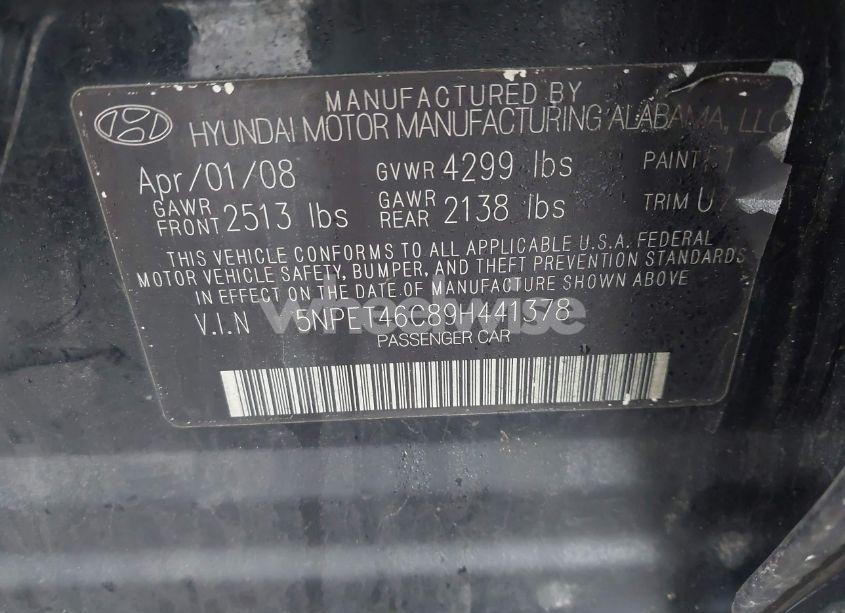 MANUFACTURED BY
HYUNDAI MOTOR MANUFACTURING ALABAMA, LLC
Apr/01/08 GVWR 4299 lbs PAINT
GAWR FRONT 2513 lbs GAWR REAR 2138 lbs TRIM U
THIS VEHICLE CONFORMS TO ALL APPLICABLE U.S.A. FEDERAL
MOTOR VEHICLE SAFETY, BUMPER, AND THEFT PREVENTION STANDARDS
IN EFFECT ON THE DATE OF MANUFACTURE SHOWN ABOVE
V.I.N 5NPET46C89H441378
wheelwise
PASSENGER CAR